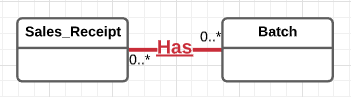 Sales_Receipt
Batch
0..*
Has
0..*